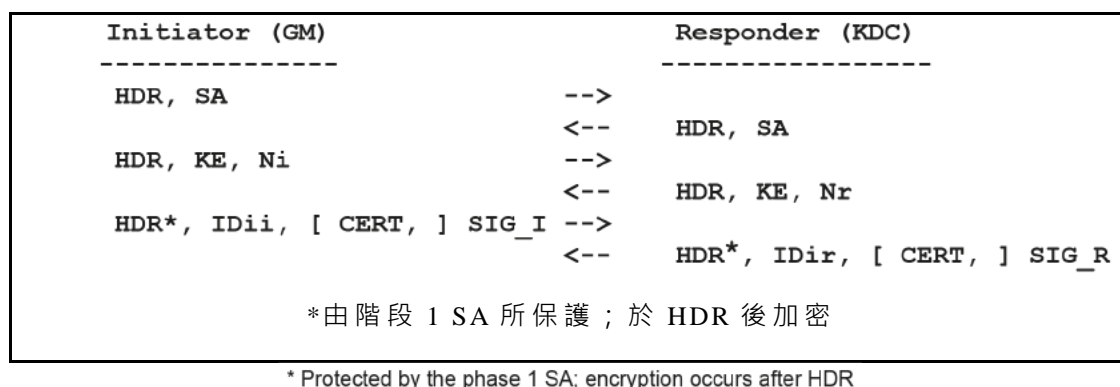 Initiator (GM) Responder (KDC)
--------------- -----------------
HDR, SA -->
<-- HDR, SA
HDR, KE, Ni -->
<-- HDR, KE, Nr
HDR*, IDii, [ CERT, ] SIG_I -->
<-- HDR*, IDir, [ CERT, ] SIG_R
*由階段 1 SA 所保護；於 HDR 後加密
* Protected by the phase 1 SA; encryption occurs after HDR